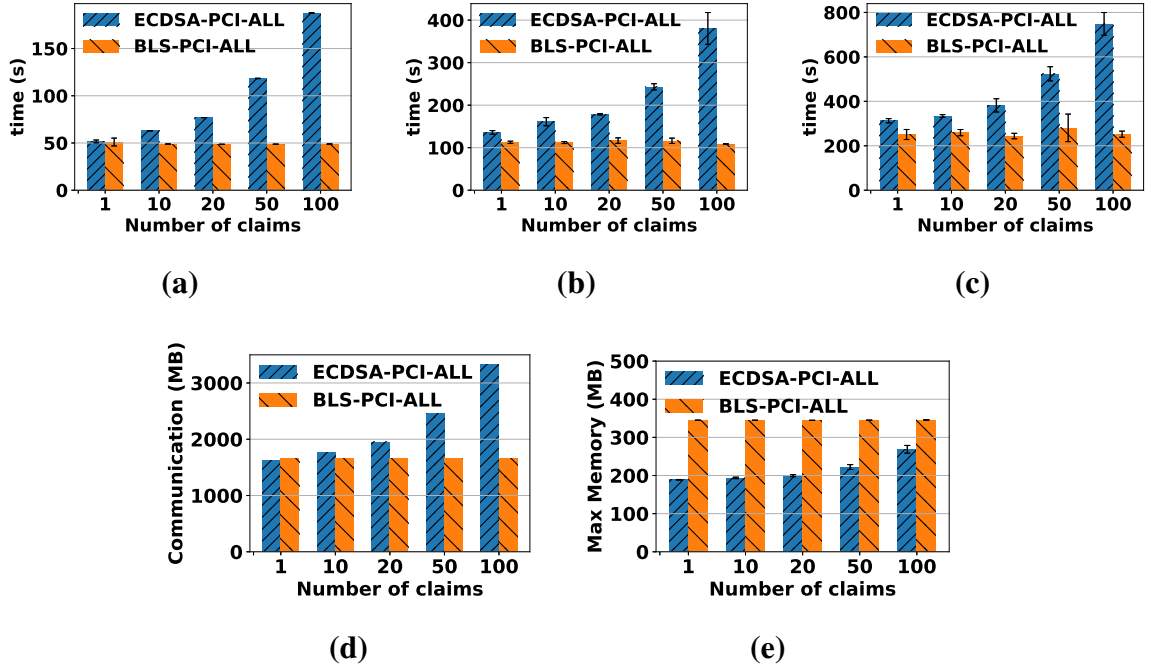 ECDSA-PCI-ALL
BLS-PCI-ALL
time (s)
150
100
50
0
1 10 20 50 100
Number of claims
(a)
ECDSA-PCI-ALL
BLS-PCI-ALL
time (s)
400
300
200
100
0
1 10 20 50 100
Number of claims
(b)
ECDSA-PCI-ALL
BLS-PCI-ALL
time (s)
800
600
400
200
0
1 10 20 50 100
Number of claims
(c)
ECDSA-PCI-ALL
BLS-PCI-ALL
Communication (MB)
3000
2000
1000
0
1 10 20 50 100
Number of claims
(d)
ECDSA-PCI-ALL
BLS-PCI-ALL
Max Memory (MB)
500
400
300
200
100
0
1 10 20 50 100
Number of claims
(e)